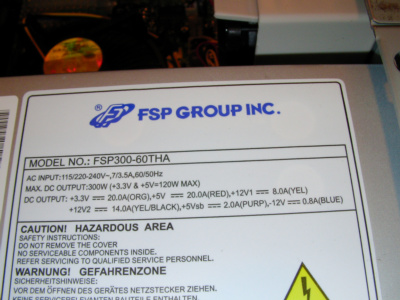 FSP GROUP INC.
MODEL NO.: FSP300-60THA
AC INPUT:115/220-240V~,7/3.5A,60/50Hz
MAX. DC OUTPUT:300W (+3.3V & +5V=120W MAX)
DC OUTPUT: +3.3V ⎓ 20.0A(ORG),+5V ⎓ 20.0A(RED),+12V1 ⎓ 8.0A(YEL)
+12V2 ⎓ 14.0A(YEL/BLACK),+5Vsb ⎓ 2.0A(PURP),-12V ⎓ 0.8A(BLUE)
CAUTION! HAZARDOUS AREA
SAFETY INSTRUCTIONS:
DO NOT REMOVE THE COVER
NO SERVICEABLE COMPONENTS INSIDE.
REFER SERVICING TO QUALIFIED SERVICE PERSONNEL.
WARNUNG! GEFAHRENZONE
SICHERHEITSHINWEISE:
VOR DEM ÖFFNEN DES GERÄTES NETZSTECKER ZIEHEN.
KEINE SERVICERELEVANTEN BAUTEILE ENTHALTEN